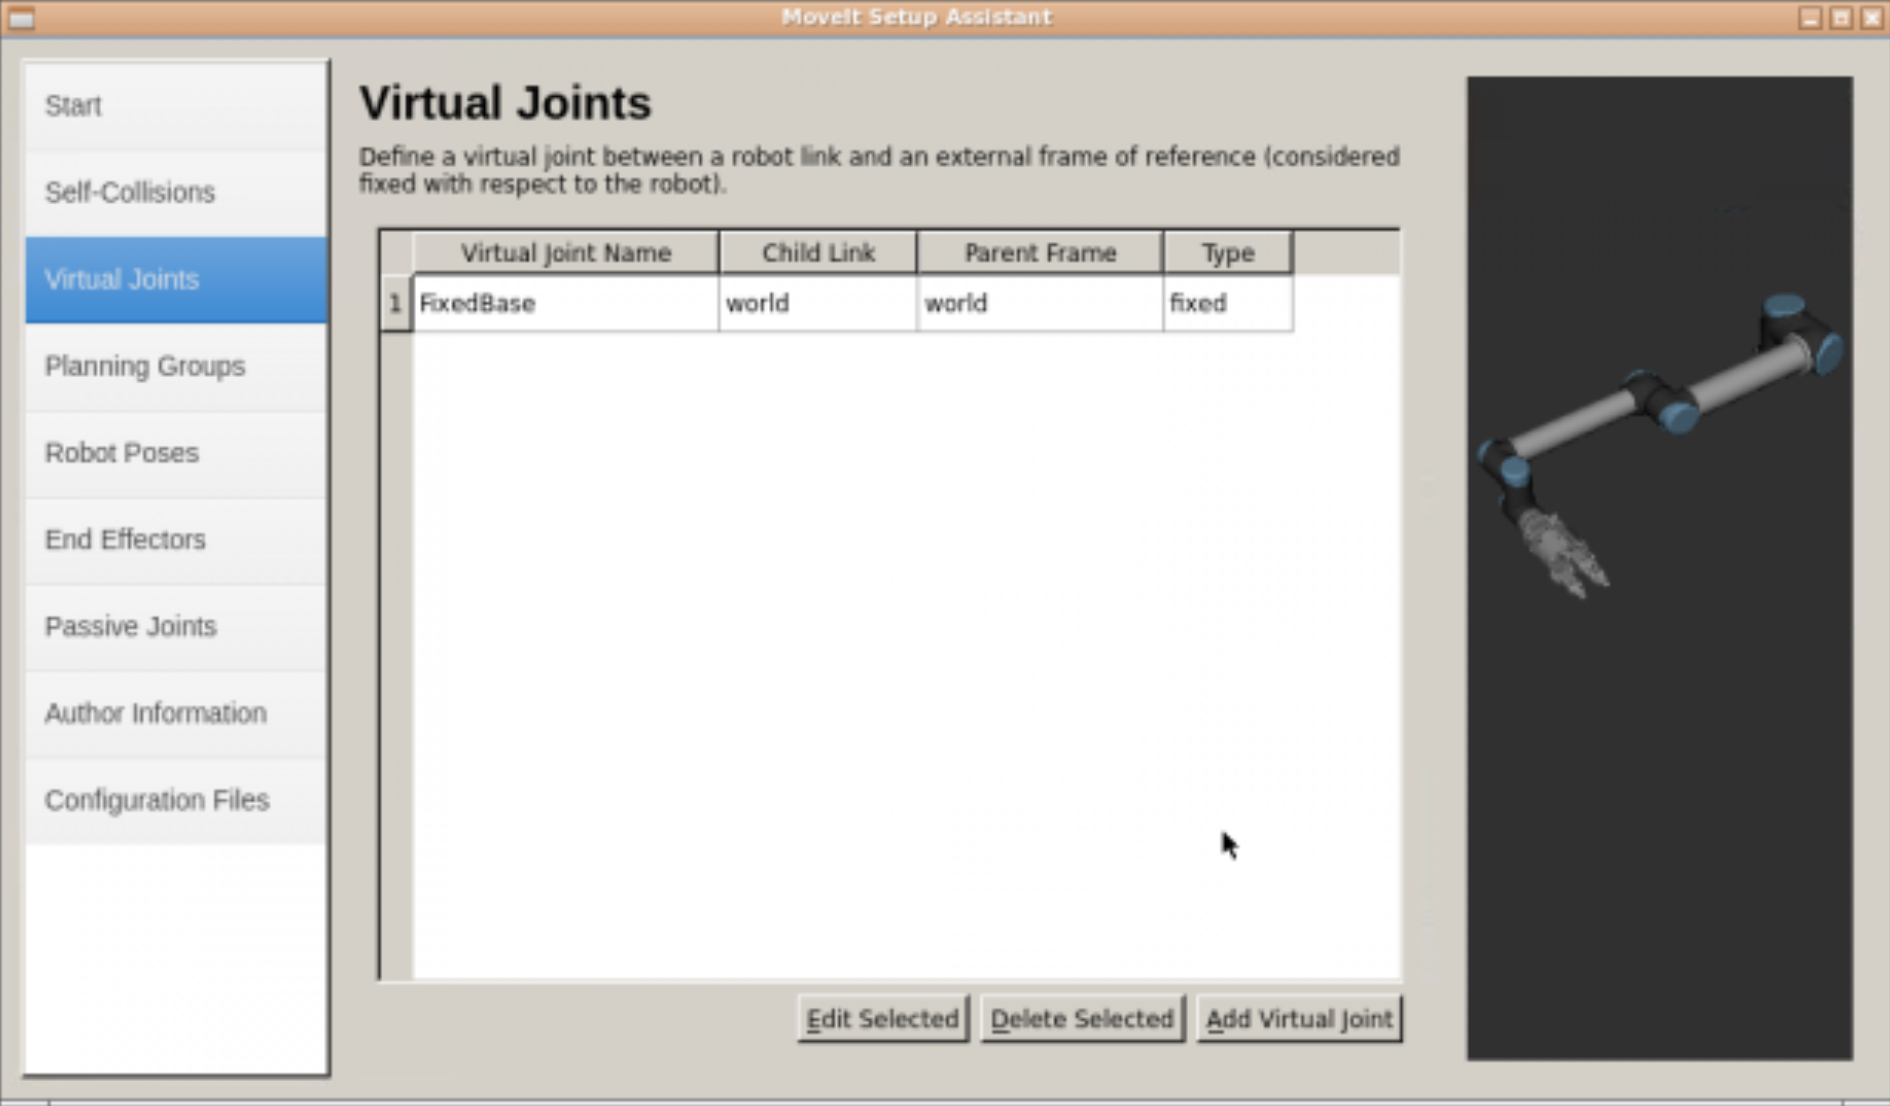 MoveIt Setup Assistant
Start
Self-Collisions
Virtual Joints
Planning Groups
Robot Poses
End Effectors
Passive Joints
Author Information
Configuration Files
Virtual Joints
Define a virtual joint between a robot link and an external frame of reference (considered
fixed with respect to the robot).
Virtual Joint Name Child Link Parent Frame Type
1 FixedBase world world fixed
Edit Selected Delete Selected Add Virtual Joint